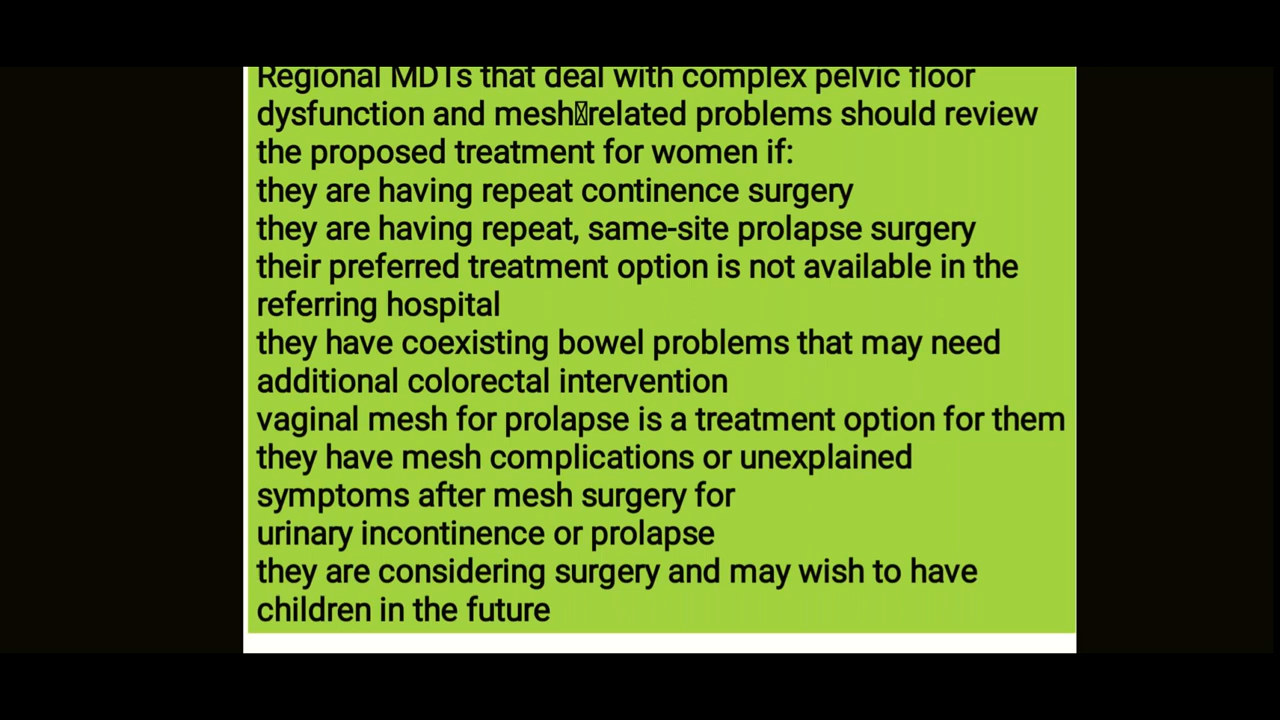 Regional MDTs that deal with complex pelvic floor
dysfunction and mesh related problems should review
the proposed treatment for women if:
they are having repeat continence surgery
they are having repeat, same-site prolapse surgery
their preferred treatment option is not available in the
referring hospital
they have coexisting bowel problems that may need
additional colorectal intervention
vaginal mesh for prolapse is a treatment option for them
they have mesh complications or unexplained
symptoms after mesh surgery for
urinary incontinence or prolapse
they are considering surgery and may wish to have
children in the future